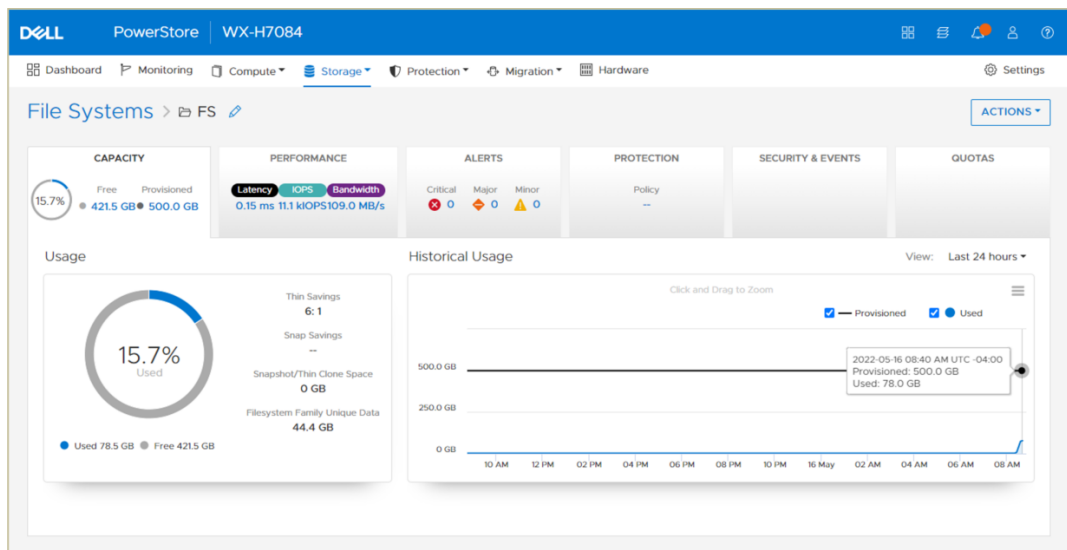 DELL PowerStore WX-H7084
Dashboard Monitoring Compute Storage Protection Migration Hardware Settings
File Systems > FS ACTIONS
CAPACITY PERFORMANCE ALERTS PROTECTION SECURITY & EVENTS QUOTAS
Free Provisioned Latency IOPS Bandwidth Critical Major Minor Policy
15.7% 421.5 GB 500.0 GB 0.15 ms 11.1 kIOPS 109.0 MB/s 0 0 0 --
Usage
15.7%
Used
Used 78.5 GB Free 421.5 GB
Thin Savings
6:1
Snap Savings
--
Snapshot/Thin Clone Space
0 GB
Filesystem Family Unique Data
44.4 GB
Historical Usage View: Last 24 hours
Click and Drag to Zoom
Provisioned Used
2022-05-16 08:40 AM UTC -04:00
Provisioned: 500.0 GB
Used: 78.0 GB
500.0 GB
250.0 GB
0 GB
10 AM 12 PM 02 PM 04 PM 06 PM 08 PM 10 PM 16 May 02 AM 04 AM 06 AM 08 AM